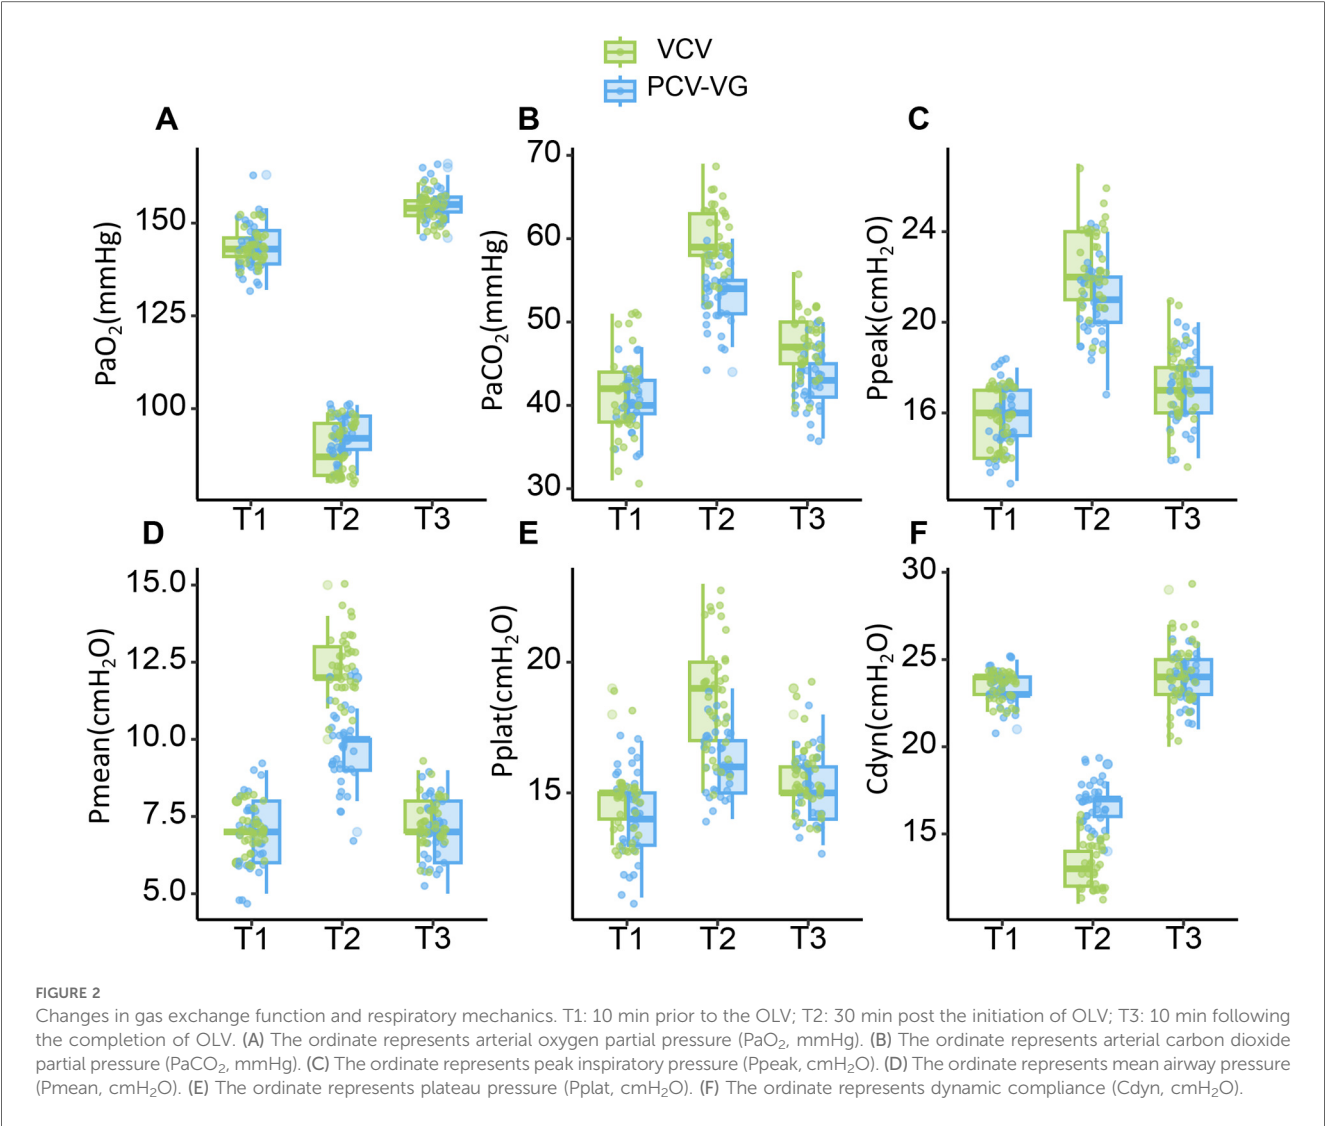 VCV
PCV-VG
A
PaO₂(mmHg)
150
125
100
T1 T2 T3
B
PaCO₂(mmHg)
70
60
50
40
30
T1 T2 T3
C
Ppeak(cmH₂O)
24
20
16
T1 T2 T3
D
Pmean(cmH₂O)
15.0
12.5
10.0
7.5
5.0
T1 T2 T3
E
Pplat(cmH₂O)
20
15
T1 T2 T3
F
Cdyn(cmH₂O)
30
25
20
15
T1 T2 T3
FIGURE 2
Changes in gas exchange function and respiratory mechanics. T1: 10 min prior to the OLV; T2: 30 min post the initiation of OLV; T3: 10 min following
the completion of OLV. (A) The ordinate represents arterial oxygen partial pressure (PaO₂, mmHg). (B) The ordinate represents arterial carbon dioxide
partial pressure (PaCO₂, mmHg). (C) The ordinate represents peak inspiratory pressure (Ppeak, cmH₂O). (D) The ordinate represents mean airway pressure
(Pmean, cmH₂O). (E) The ordinate represents plateau pressure (Pplat, cmH₂O). (F) The ordinate represents dynamic compliance (Cdyn, cmH₂O).